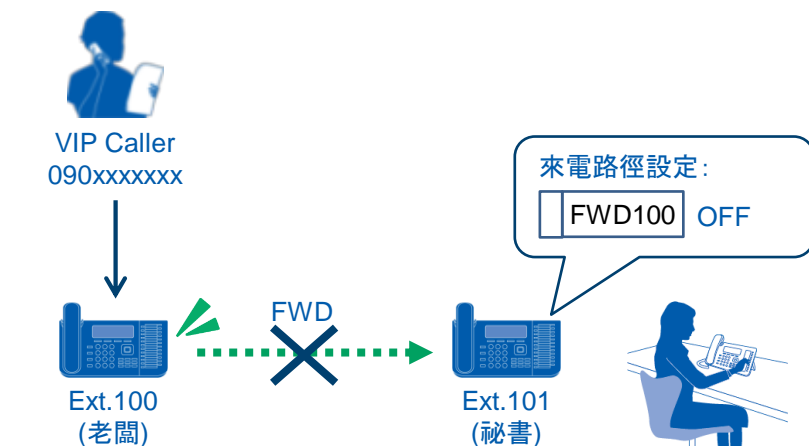 VIP Caller
090xxxxxxx
來電路徑設定:
FWD100 OFF
FWD
Ext.100
(老闆)
Ext.101
(祕書)